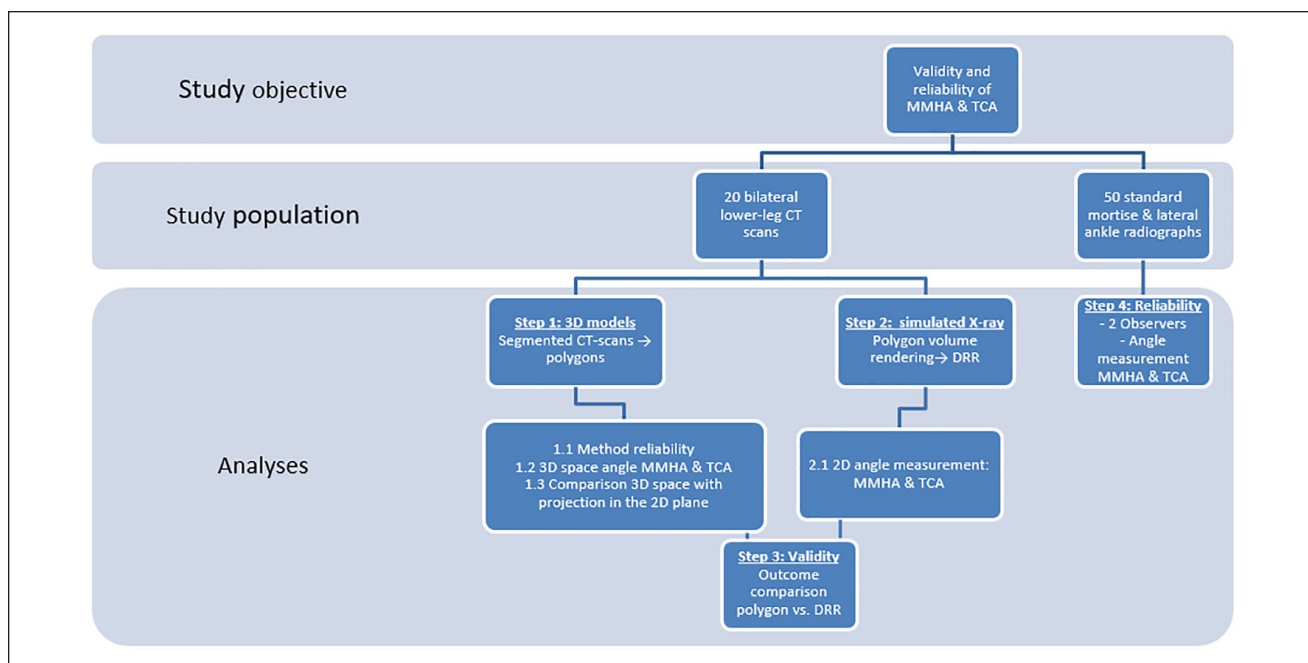 Study objective
Validity and
reliability of
MMHA & TCA
Study population
20 bilateral
lower-leg CT
scans
50 standard
mortise & lateral
ankle radiographs
Analyses
Step 1: 3D models
Segmented CT-scans →
polygons
Step 2:  simulated X-ray
Polygon volume
rendering→ DRR
Step 4: Reliability
- 2 Observers
- Angle
measurement
MMHA & TCA
1.1 Method reliability
1.2 3D space angle MMHA & TCA
1.3 Comparison 3D space with
projection in the 2D plane
2.1 2D angle measurement:
MMHA & TCA
Step 3: Validity
Outcome
comparison
polygon vs. DRR